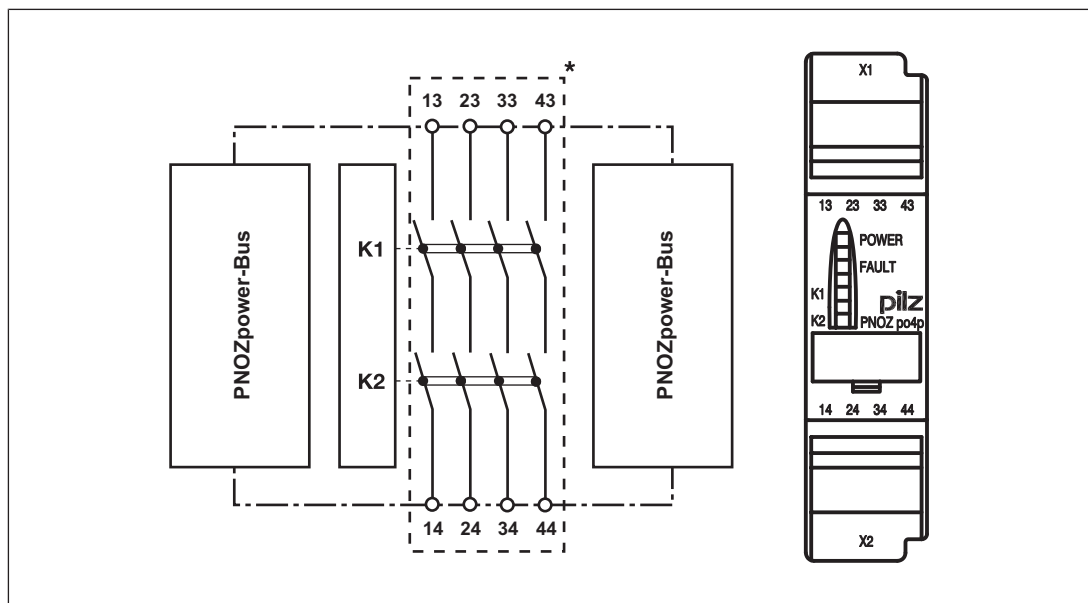 *
13 23 33 43
PNOZpower-Bus
K1
K2
PNOZpower-Bus
14 24 34 44
X1
13 23 33 43
POWER
FAULT
K1
pilz
K2 PNOZ po4p
14 24 34 44
X2